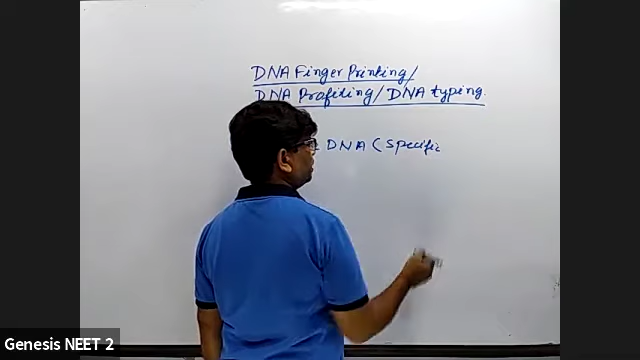 DNA Finger Printing/
DNA Profiling/ DNA typing.
DNA (Specific
Genesis NEET 2